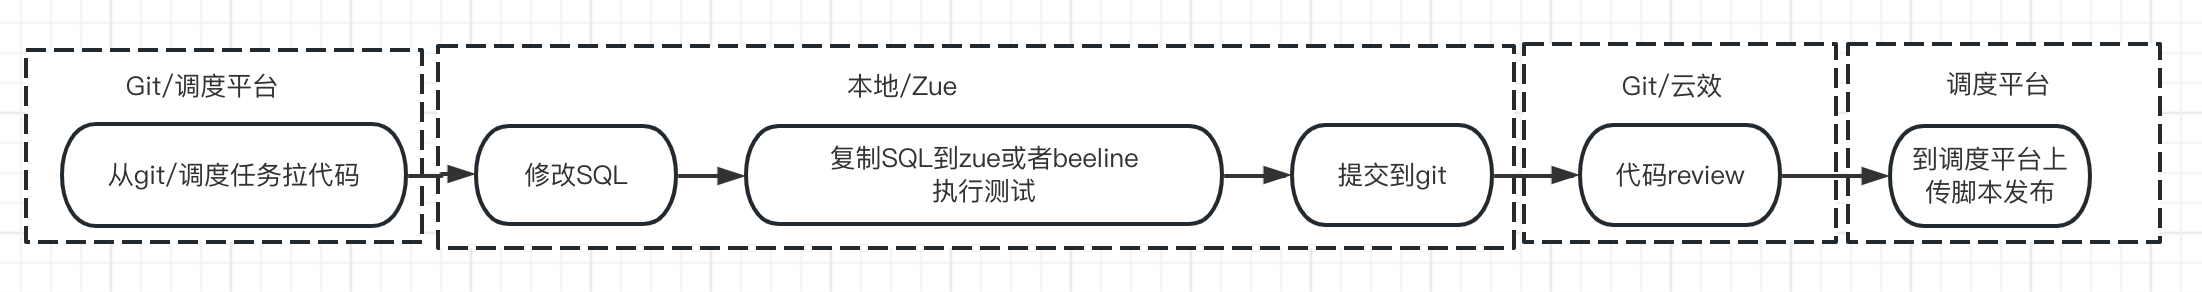 Git/调度平台
从git/调度任务拉代码
本地/Zue
修改SQL
复制SQL到zue或者beeline
执行测试
提交到git
Git/云效
代码review
调度平台
到调度平台上
传脚本发布